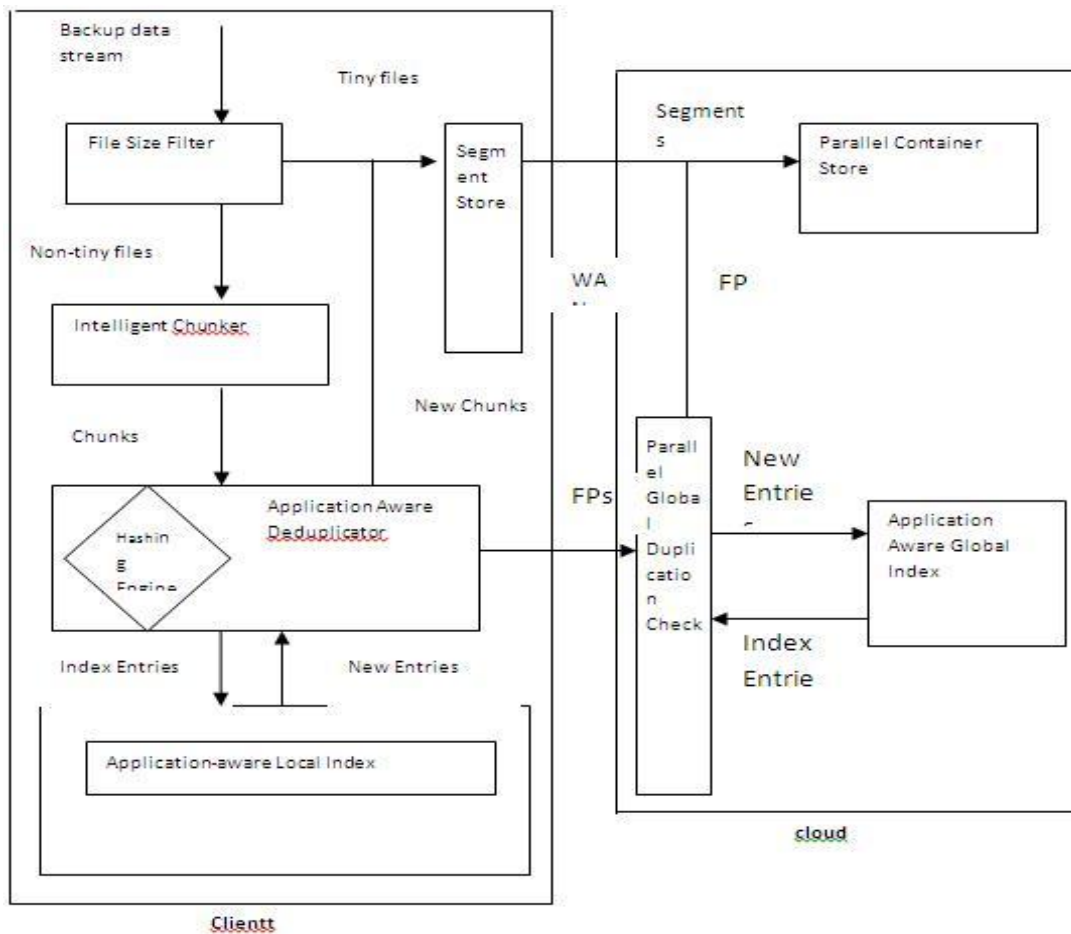 Backup data
stream
Tiny files
File Size Filter
Segm
ent
Store
Segment
s
Parallel Container
Store
Non-tiny files
WA
FP
Intelligent Chunker
New Chunks
Chunks
Application Aware
Deduplicator
Hashin
g
Engine
FPs
Parall
el
Globa
l
Dupli
catio
n
Check
New
Entrie
Application
Aware Global
Index
Index
Entrie
Index Entries
New Entries
Application-aware Local Index
cloud
Clientt